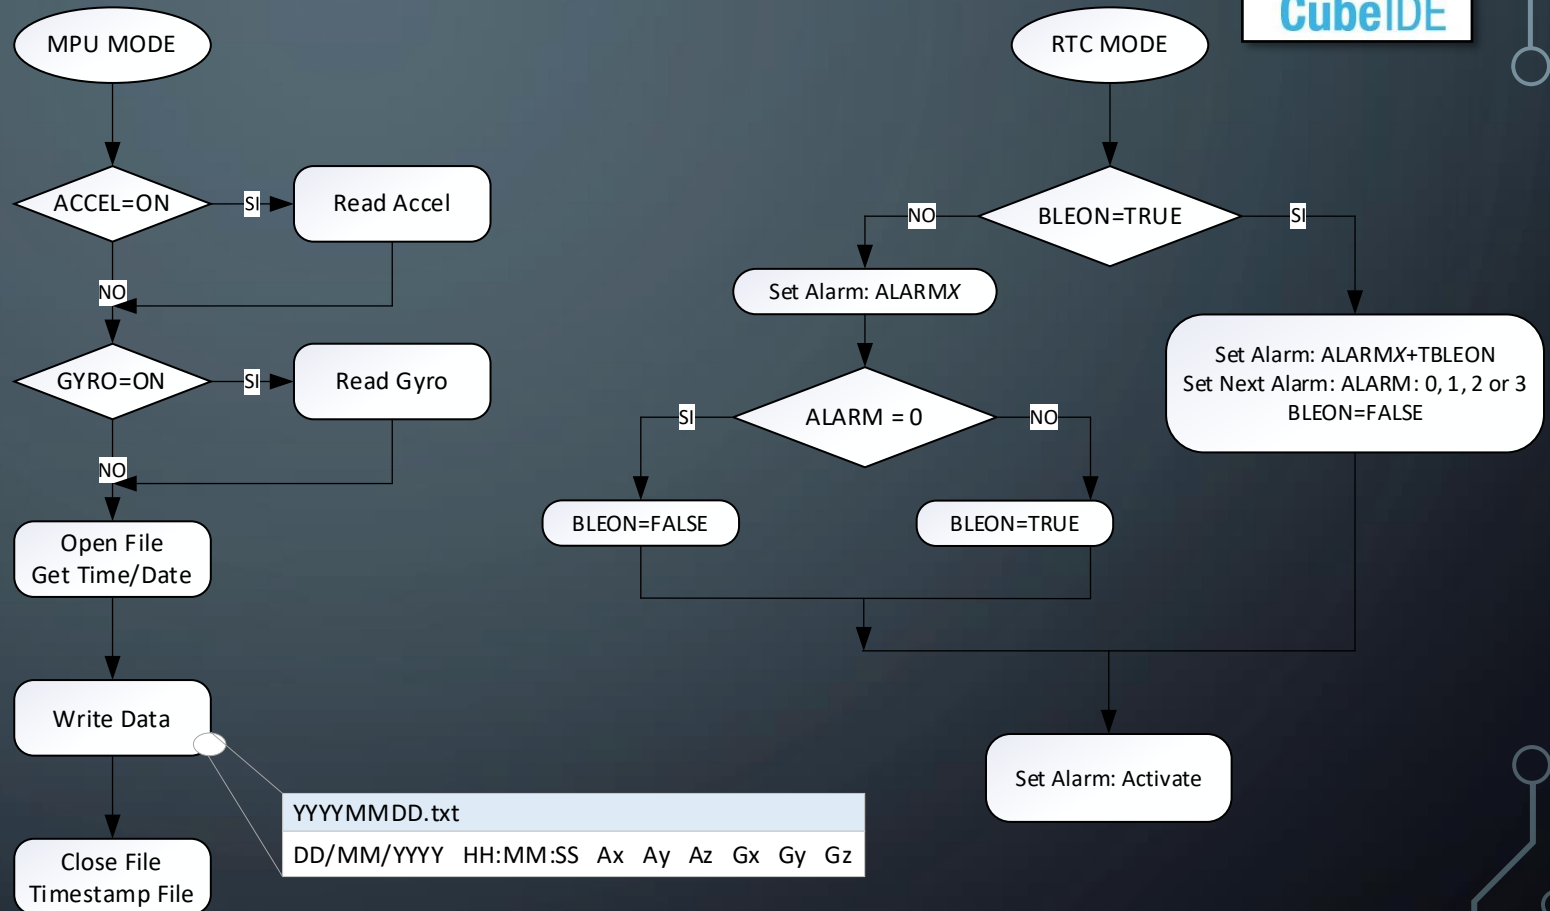 MPU MODE
ACCEL=ON
SI
Read Accel
NO
GYRO=ON
SI
Read Gyro
NO
Open File
Get Time/Date
Write Data
YYYYMMDD.txt
DD/MM/YYYY HH:MM:SS Ax Ay Az Gx Gy Gz
Close File
Timestamp File
CubeIDE
RTC MODE
BLEON=TRUE
NO
SI
Set Alarm: ALARMX
Set Alarm: ALARMX+TBLEON
Set Next Alarm: ALARM: 0, 1, 2 or 3
BLEON=FALSE
ALARM = 0
SI
NO
BLEON=FALSE
BLEON=TRUE
Set Alarm: Activate